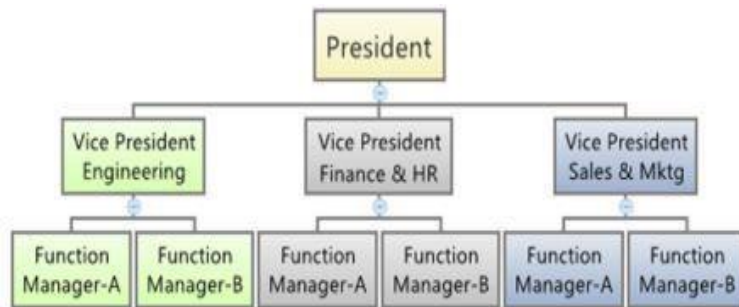 President
Vice President
Engineering
Vice President
Finance & HR
Vice President
Sales & Mktg
Function
Manager-A
Function
Manager-B
Function
Manager-A
Function
Manager-B
Function
Manager-A
Function
Manager-B